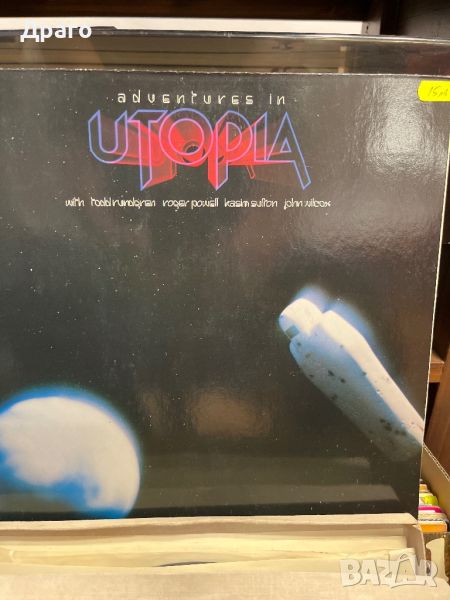 Драго
adventures in
UTOPIA
with todd rundgren roger powell kasim sulton john wilcox
BAZAR